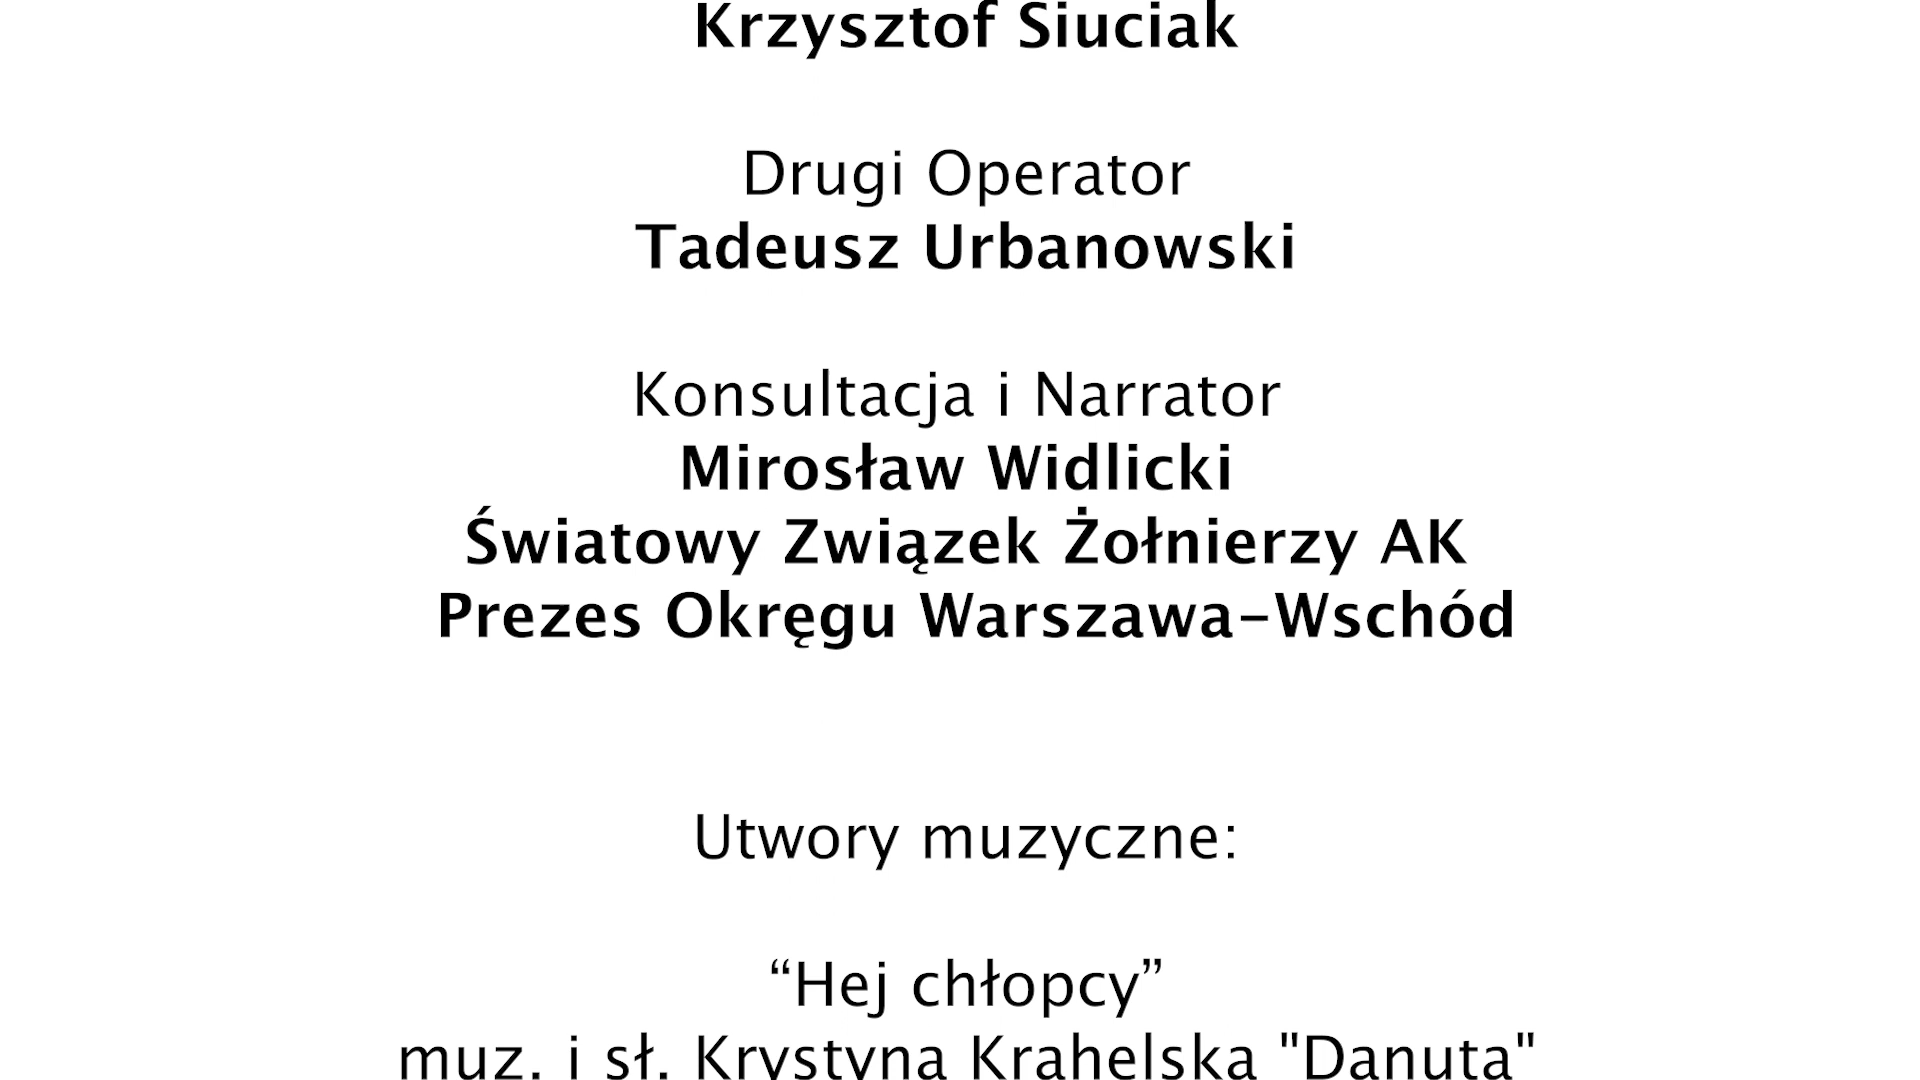 Krzysztof Siuciak
Drugi Operator
Tadeusz Urbanowski
Konsultacja i Narrator
Mirosław Widlicki
Światowy Związek Żołnierzy AK
Prezes Okręgu Warszawa-Wschód
Utwory muzyczne:
“Hej chłopcy”
muz. i sł. Krystyna Krahelska "Danuta"